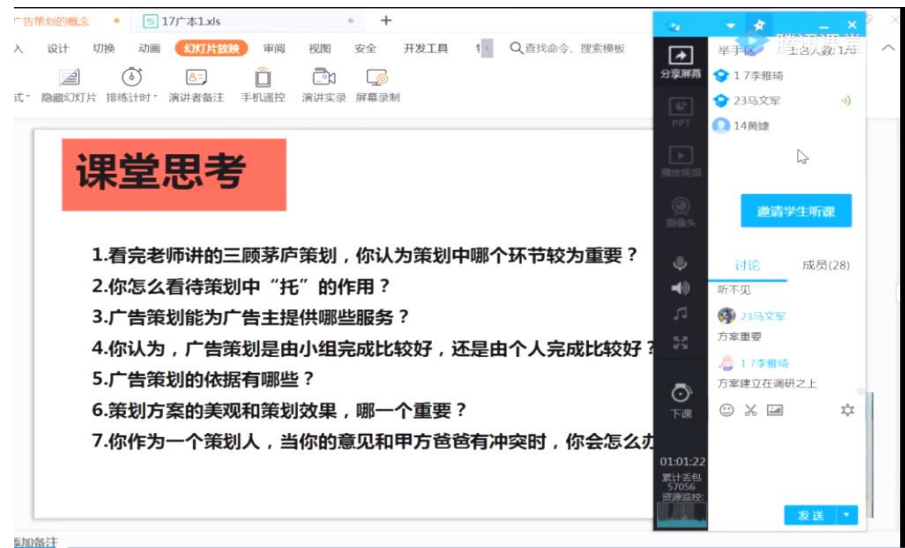 广告策划的概念
17广本1.xls
入 设计 切换 动画 幻灯片放映 审阅 视图 安全 开发工具 查找命令、搜索模板
式 隐藏幻灯片 排练计时 演讲者备注 手机遥控 演讲实录 屏幕录制
课堂思考
1.看完老师讲的三顾茅庐策划，你认为策划中哪个环节较为重要？
2.你怎么看待策划中“托”的作用？
3.广告策划能为广告主提供哪些服务？
4.你认为，广告策划是由小组完成比较好，还是由个人完成比较好？
5.广告策划的依据有哪些？
6.策划方案的美观和策划效果，哪一个重要？
7.你作为一个策划人，当你的意见和甲方爸爸有冲突时，你会怎么办
添加备注
分享屏幕
PPT
播放视频
摄像头
下课
01:01:22
累计丢包
57056
资源监控:
腾讯课堂
举手区
17李雅琦
23马文军
14黄婕
邀请学生听课
讨论 成员(28)
听不见
23马文军
方案重要
17李雅琦
方案建立在调研之上
发送